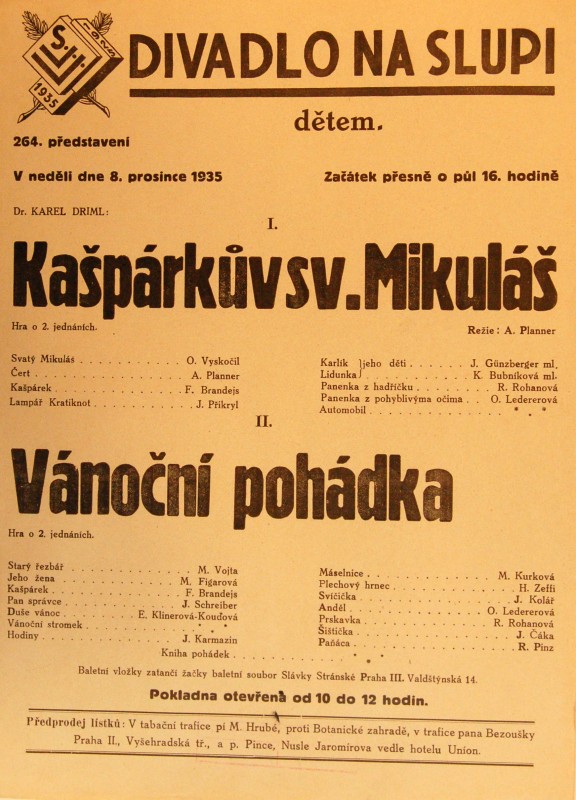 S.I.I.
1925
1935
DIVADLO NA SLUPI
dětem.
264. představení
V neděli dne 8. prosince 1935 Začátek přesně o půl 16. hodině
Dr. KAREL DRIML:
I.
Kašpárkův sv. Mikuláš
Hra o 2. jednáních. Režie: A. Planner
Svatý Mikuláš . . . . . . . . . . O. Vyskočil
Čert . . . . . . . . . . A. Planner
Kašpárek . . . . . . . . . . F. Brandejs
Lampář Kratiknot . . . . . . . . . . J. Přikryl
Karlík } jeho děti . . . . . . J. Günzberger ml.
Lidunka } K. Bubníková ml.
Panenka z hadříčku . . . . . . R. Rohanová
Panenka z pohyblivýma očima . . O. Ledererová
Automobil . . . . . . . . . . * *
II.
Vánoční pohádka
Hra o 2. jednáních.
Starý řezbář . . . . . . . . . . M. Vojta
Jeho žena . . . . . . . . . . M. Figarová
Kašpárek . . . . . . . . . . F. Brandejs
Pan správce . . . . . . . . . . J. Schreiber
Duše vánoc . . . . . . E. Klinerová-Kouďová
Vánoční stromek . . . . . . . . * *
Hodiny . . . . . . . . . . J. Karmazin
Máselnice . . . . . . . . . . M. Kurková
Plechový hrnec . . . . . . . . . . H. Zeffi
Svíčička . . . . . . . . . . J. Kolář
Anděl . . . . . . . . . . O. Ledererová
Prskavka . . . . . . . . . . R. Rohanová
Šištička . . . . . . . . . . J. Čáka
Paňáca . . . . . . . . . . R. Pinz
Kniha pohádek . . . . . . . . . . * *
Baletní vložky zatančí žačky baletní soubor Slávky Stránské Praha III. Valdštýnská 14.
Pokladna otevřena od 10 do 12 hodin.
Předprodej lístků: V tabační trafice pí M. Hrubé, proti Botanické zahradě, v trafice pana Bezoušky
Praha II., Vyšehradská tř., a p. Pince, Nusle Jaromírova vedle hotelu Union.